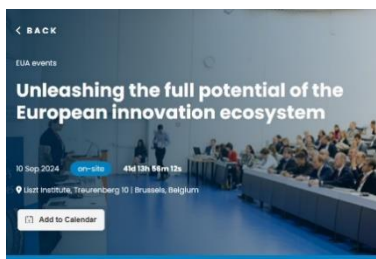 < BACK
EUA events
Unleashing the full potential of the
European innovation ecosystem
10 Sep 2024 on-site 41d 13h 56m 12s
Liszt Institute, Treurenberg 10 | Brussels, Belgium
Add to Calendar